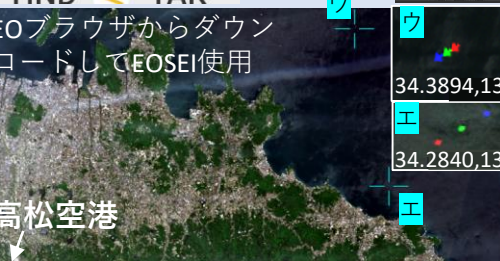 EOブラウザからダウン
ロードしてEOSEI使用
ウ
ウ
34.3894,13
エ
34.2840,13
エ
高松空港